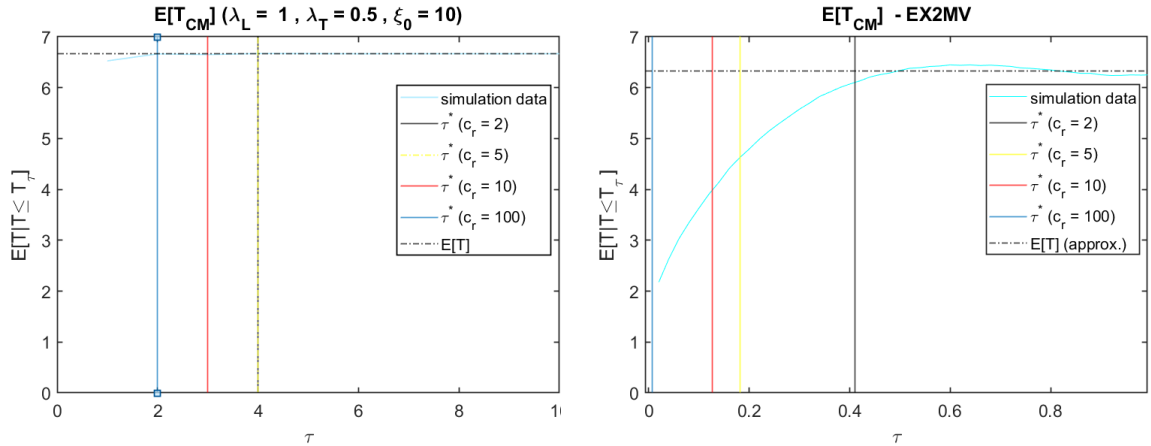 E[T_CM] (λ_L = 1 , λ_T = 0.5 , ξ_0 = 10)
E[T|T≤ T_τ]
7
6
5
4
3
2
1
0
simulation data
τ^* (c_r = 2)
τ^* (c_r = 5)
τ^* (c_r = 10)
τ^* (c_r = 100)
E[T]
0 2 4 6 8 10
τ
E[T_CM] - EX2MV
E[T|T≤ T_τ]
7
6
5
4
3
2
1
0
simulation data
τ^* (c_r = 2)
τ^* (c_r = 5)
τ^* (c_r = 10)
τ^* (c_r = 100)
E[T] (approx.)
0 0.2 0.4 0.6 0.8
τ